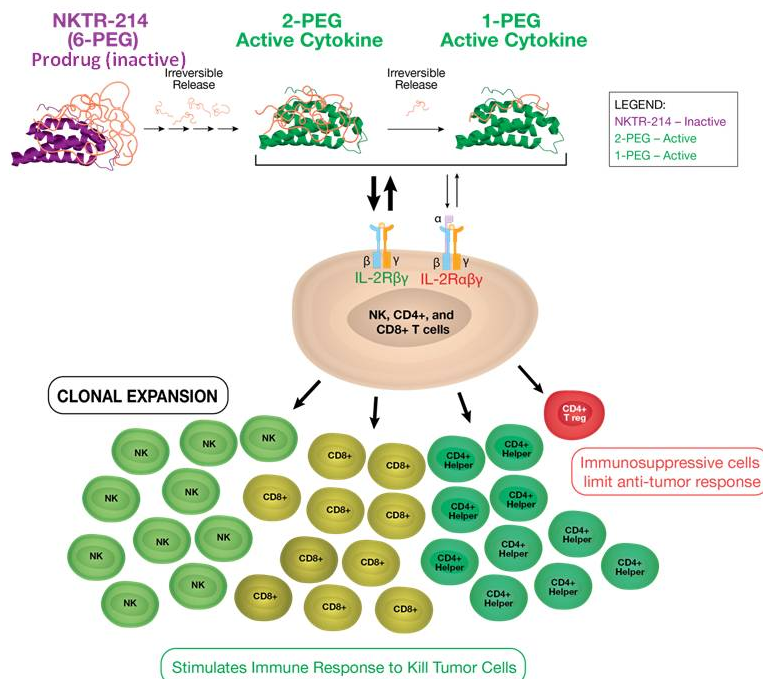 NKTR-214
(6-PEG)
Prodrug (inactive)
Irreversible
Release
2-PEG
Active Cytokine
Irreversible
Release
1-PEG
Active Cytokine
LEGEND:
NKTR-214 – Inactive
2-PEG – Active
1-PEG – Active
α
β
γ
IL-2Rβγ
β
γ
IL-2Rαβγ
NK, CD4+, and
CD8+ T cells
CLONAL EXPANSION
CD4+
T reg
Immunosuppressive cells
limit anti-tumor response
NK
NK
NK
NK
NK
NK
NK
NK
NK
NK
CD8+
CD8+
CD8+
CD8+
CD8+
CD8+
CD8+
CD8+
CD8+
CD8+
CD4+
Helper
CD4+
Helper
CD4+
Helper
CD4+
Helper
CD4+
Helper
CD4+
Helper
CD4+
Helper
CD4+
Helper
CD4+
Helper
CD4+
Helper
Stimulates Immune Response to Kill Tumor Cells